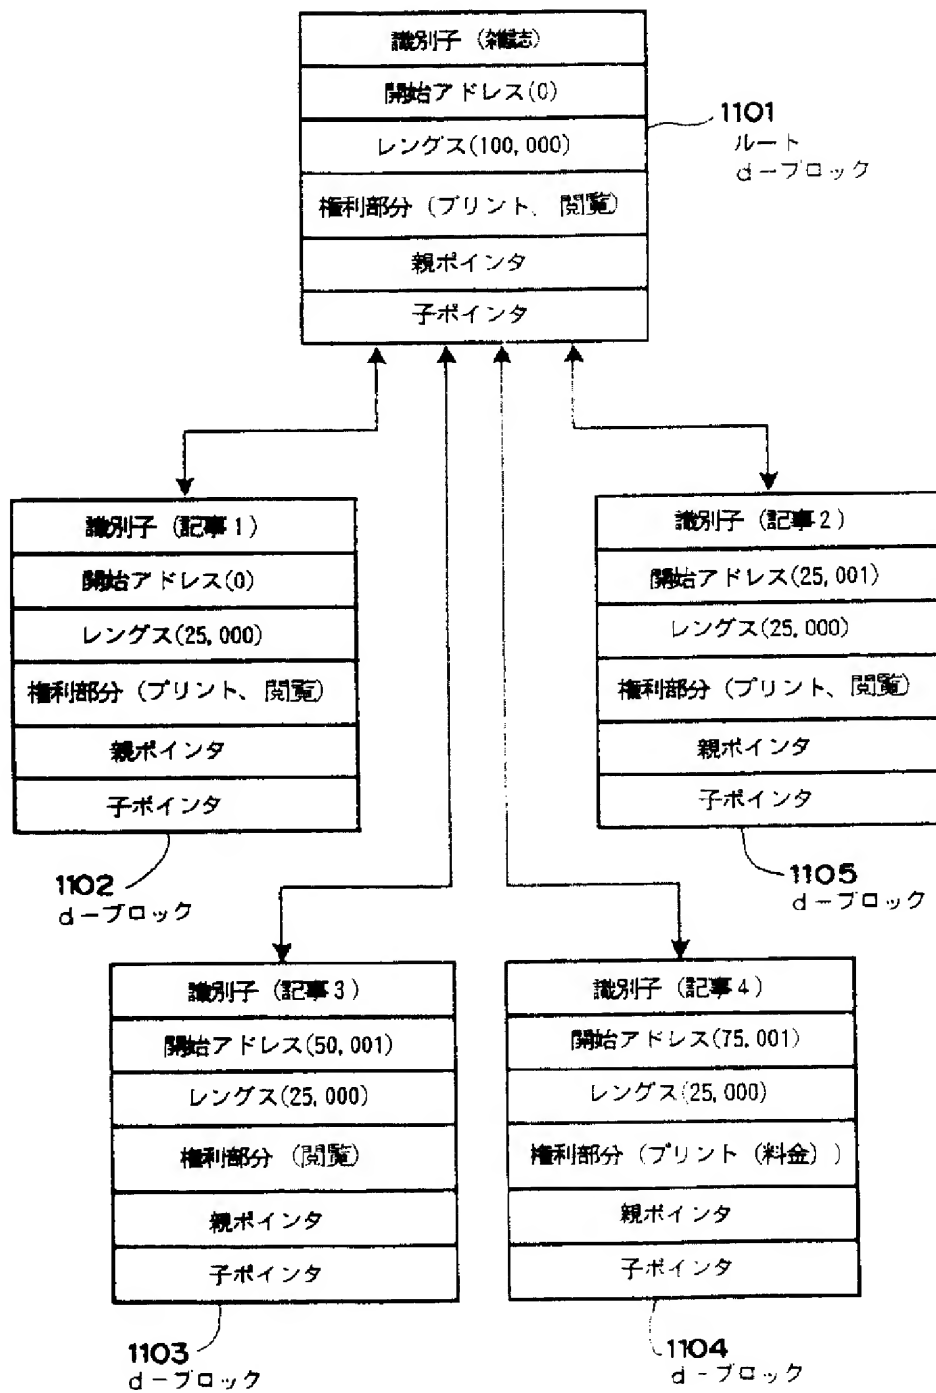 識別子 (雑誌)
開始アドレス(0)
レングス(100,000)
権利部分 (プリント、閲覧)
親ポインタ
子ポインタ
1101
ルート
d-ブロック
識別子 (記事1)
開始アドレス(0)
レングス(25,000)
権利部分 (プリント、閲覧)
親ポインタ
子ポインタ
1102
d-ブロック
識別子 (記事2)
開始アドレス(25,001)
レングス(25,000)
権利部分 (プリント、閲覧)
親ポインタ
子ポインタ
1105
d-ブロック
識別子 (記事3)
開始アドレス(50,001)
レングス(25,000)
権利部分 (閲覧)
親ポインタ
子ポインタ
1103
d-ブロック
識別子 (記事4)
開始アドレス(75,001)
レングス(25,000)
権利部分 (プリント (料金))
親ポインタ
子ポインタ
1104
d-ブロック